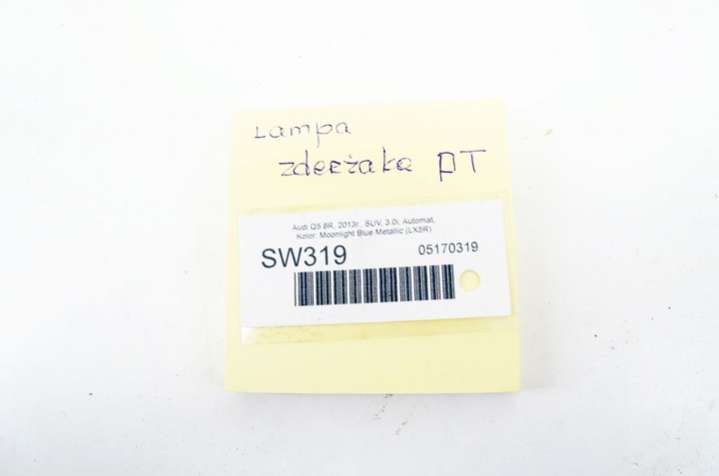 Lampa
zderzaka PT
Audi Q5 8R, 2013r., SUV, 3.0i, Automat,
Kolor: Moonlight Blue Metallic (LX5R)
SW319
05170319